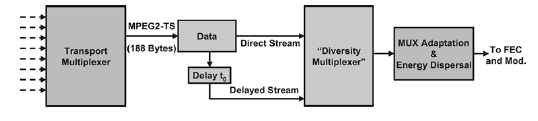 Transport
Multiplexer
MPEG2-TS
(188 Bytes)
Data
Delay t0
Direct Stream
Delayed Stream
“Diversity
Multiplexer”
MUX Adaptation
&
Energy Dispersal
To FEC
and Mod.